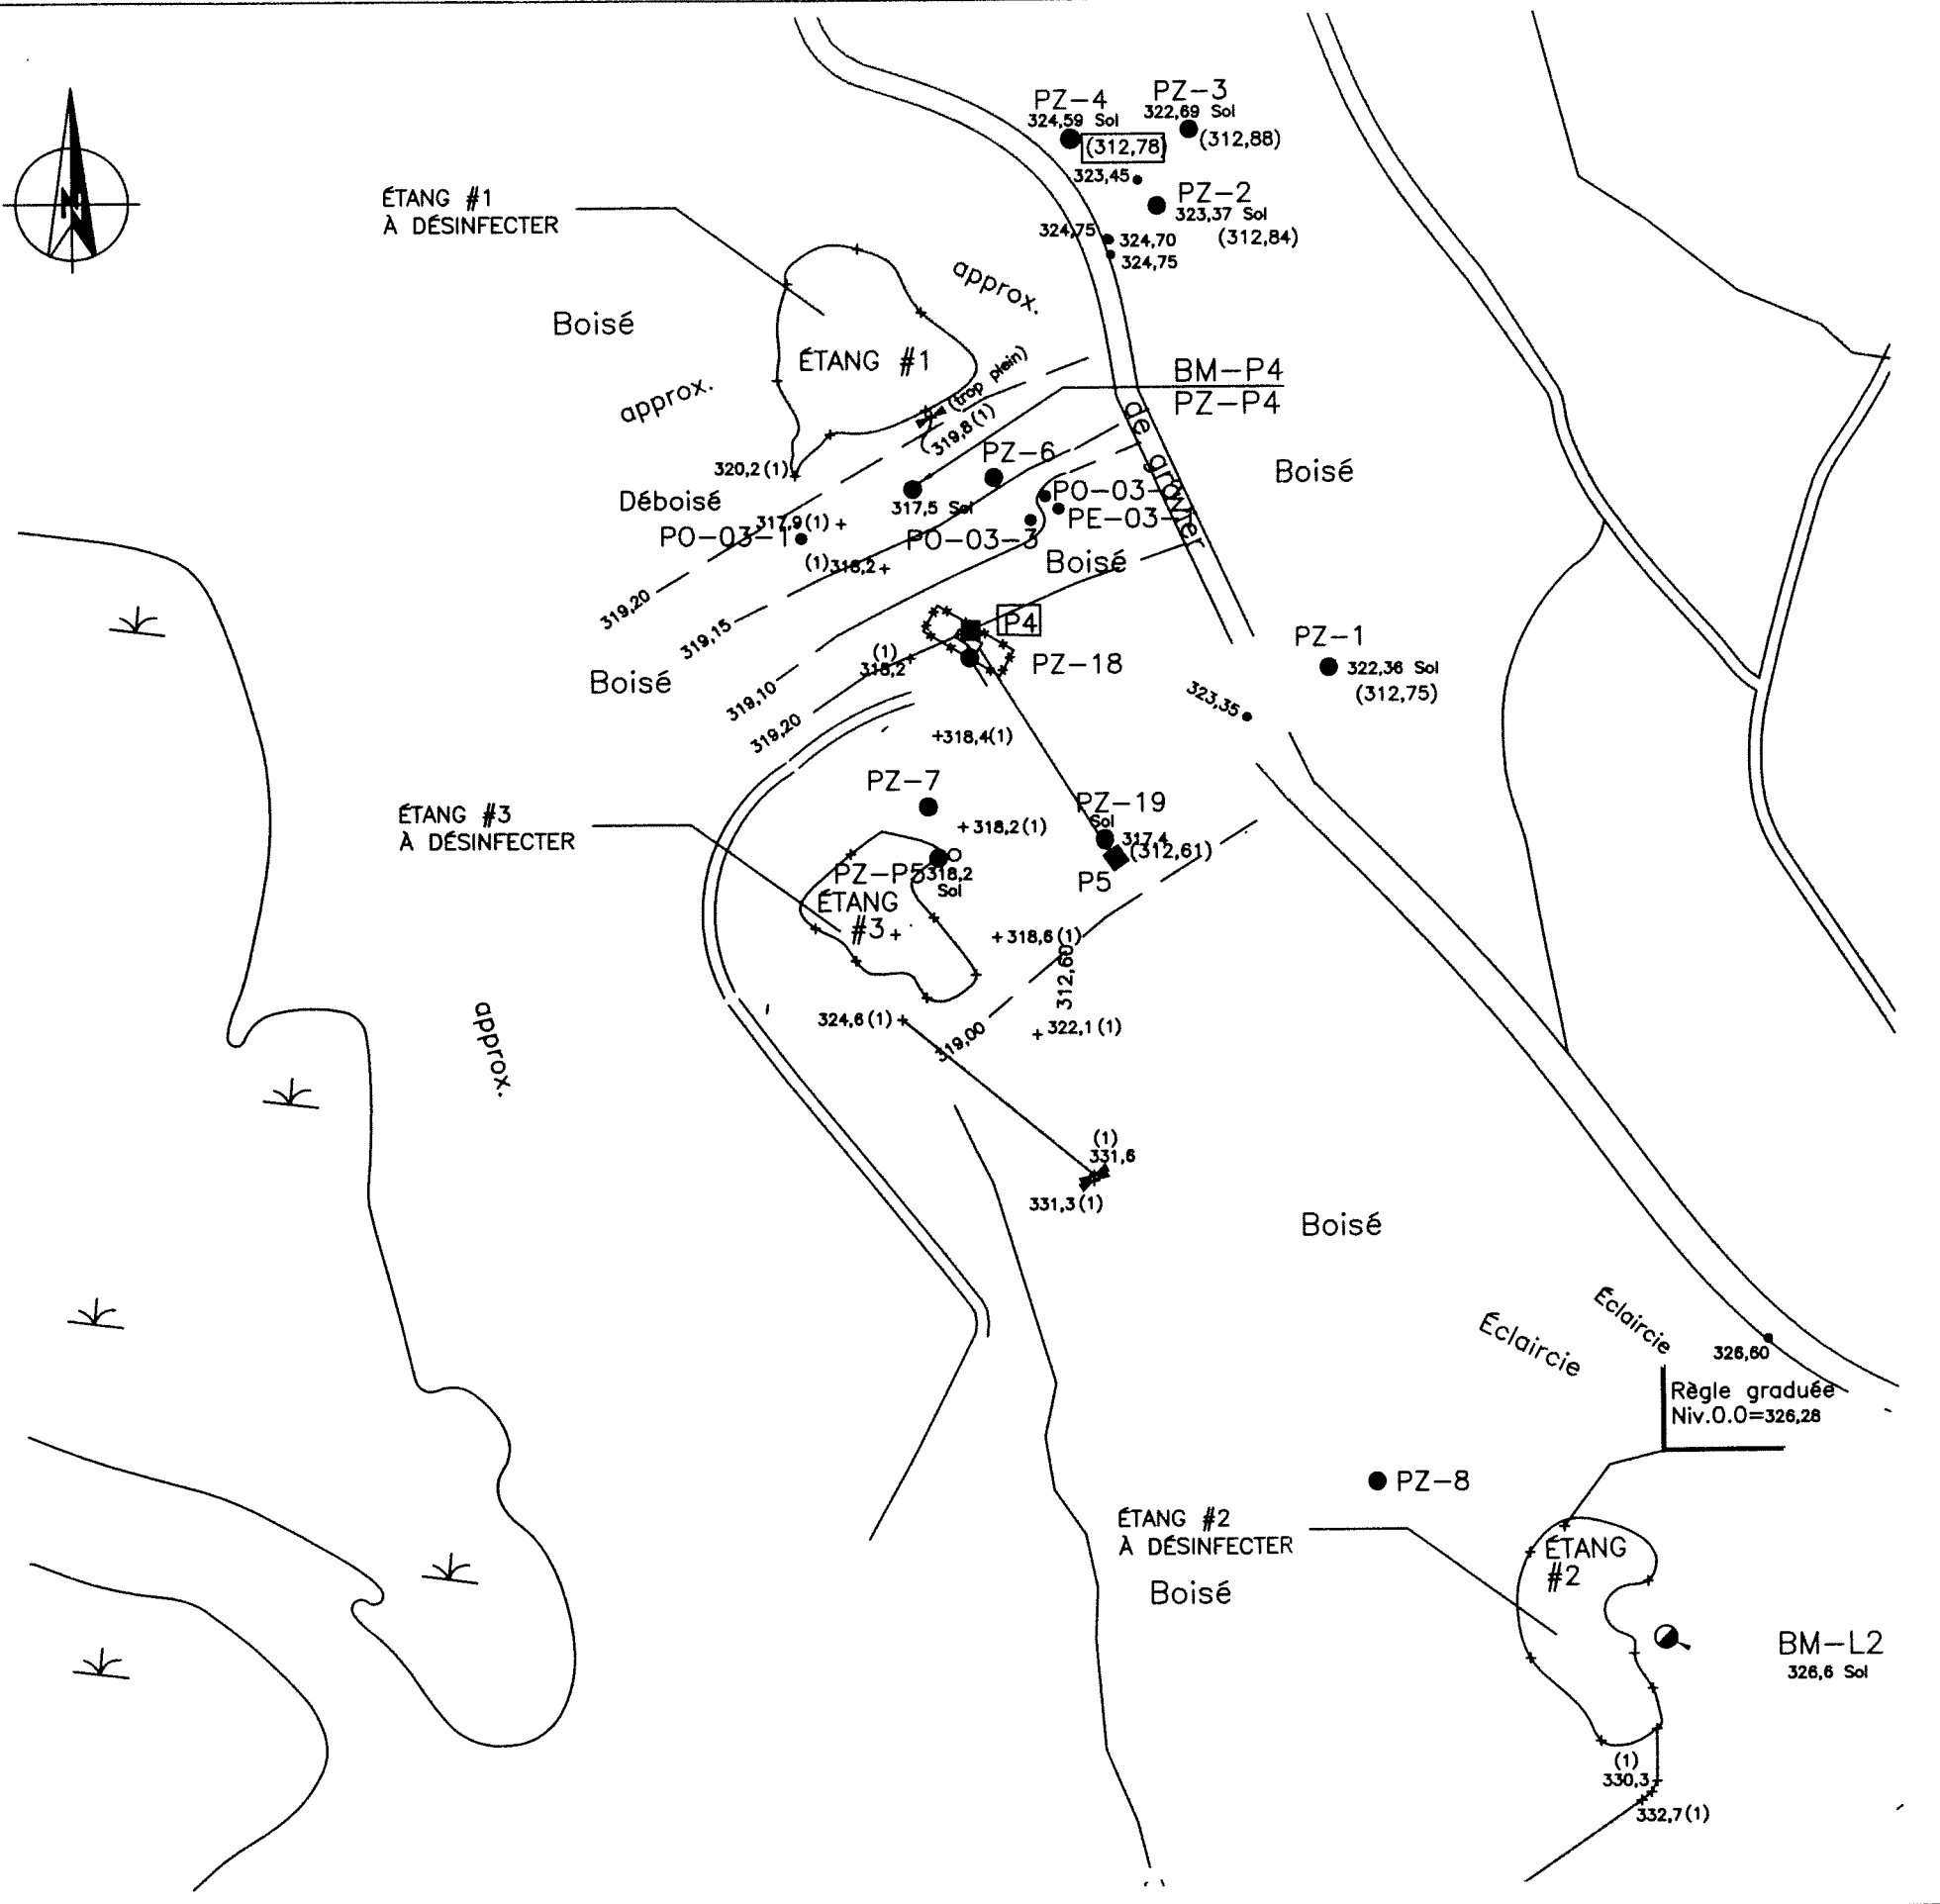 PZ-4
324,59 Sol
(312,78)
PZ-3
322,69 Sol
(312,88)
323,45
PZ-2
323,37 Sol
(312,84)
324,75
324,70
324,75
N
ÉTANG #1
À DÉSINFECTER
approx.
Boisé
ÉTANG #1
approx.
(trop plein)
(319,8(1)
BM-P4
PZ-P4
de gravier
Boisé
PZ-6
320,2(1)
Déboisé
317,5 Sol
317,9(1)
PO-03-1
PO-03-
PE-03-1
PO-03-3
(1)318,2
Boisé
319,20
319,15
319,10
319,20
P4
PZ-18
(1)
318,2
Boisé
PZ-1
322,36 Sol
(312,75)
323,35
318,4(1)
PZ-7
318,2(1)
PZ-19
Sol
317,4
(312,61)
P5
ÉTANG #3
À DÉSINFECTER
PZ-P5
318,2
Sol
ÉTANG
#3
318,6(1)
312,60
324,6(1)
319,00
322,1(1)
approx.
(1)
331,6
331,3(1)
Boisé
Éclaircie
Éclaircie
326,60
Règle graduée
Niv.0.0=326,28
PZ-8
ÉTANG #2
À DÉSINFECTER
ÉTANG
#2
Boisé
BM-L2
326,6 Sol
(1)
330,3
332,7(1)